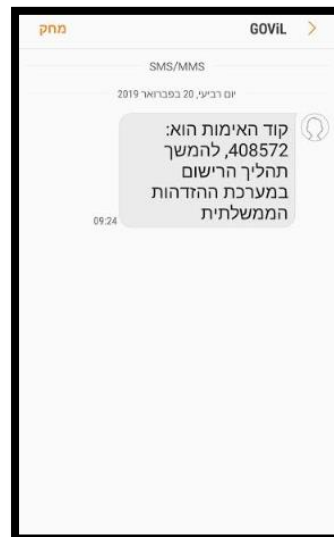 GOViL מחק
SMS/MMS
יום רביעי, 20 בפברואר 2019
קוד האימות הוא:
408572, להמשך
תהליך הרישום
במערכת ההזדהות
הממשלתית
09:24